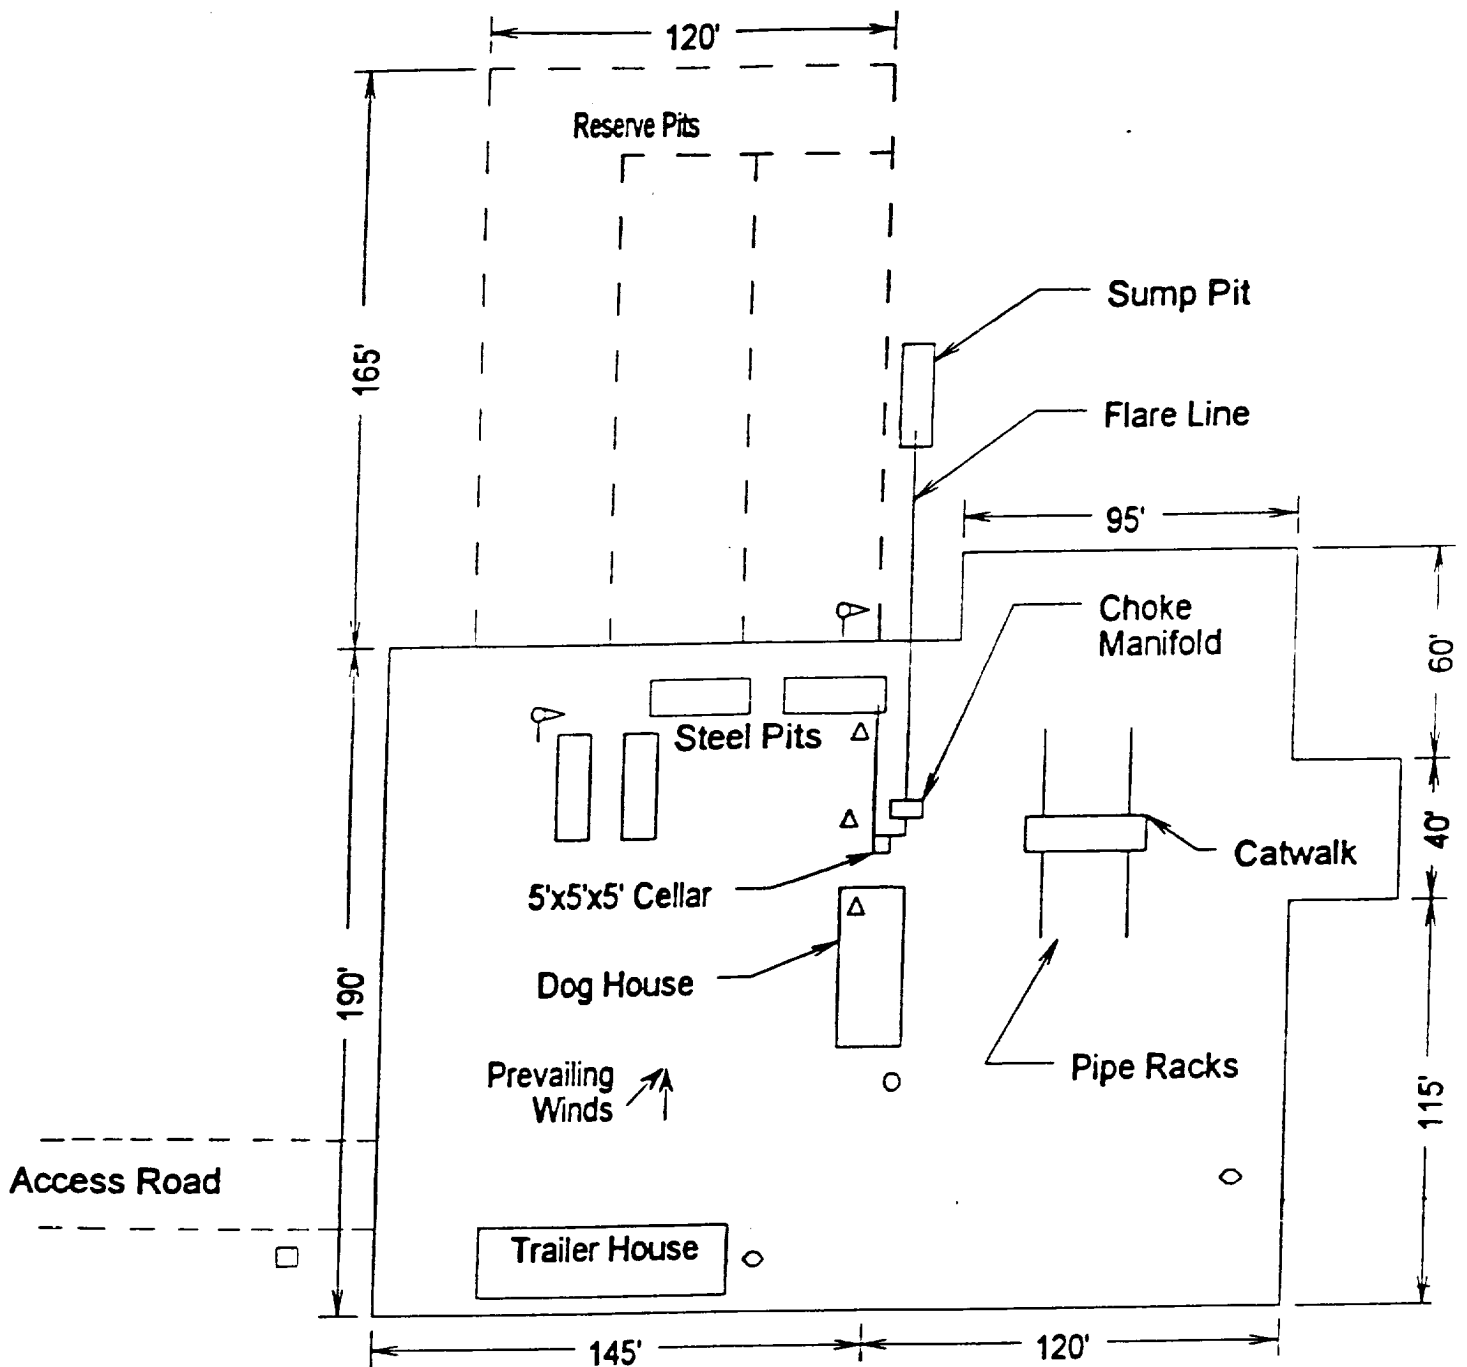 120'
Reserve Pits
Sump Pit
165'
Flare Line
95'
Choke
Manifold
60'
Steel Pits
40'
Catwalk
5'x5'x5' Cellar
Dog House
190'
Prevailing
Winds
Pipe Racks
115'
Access Road
Trailer House
145'
120'